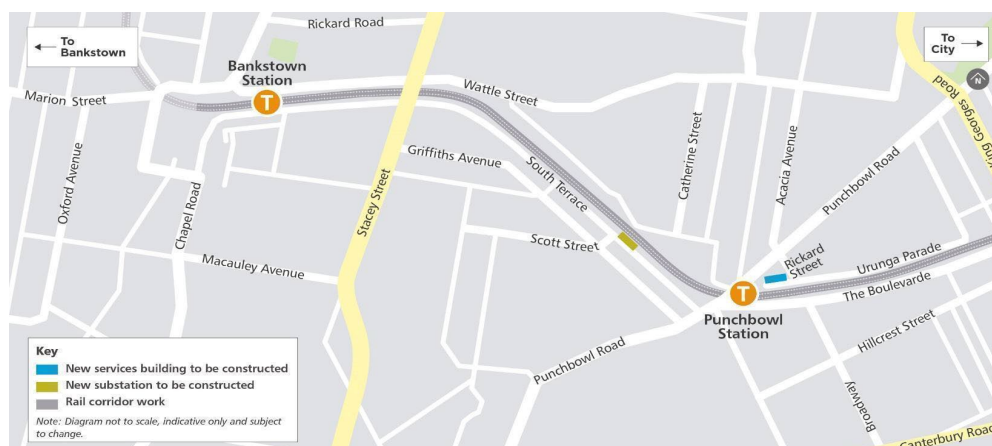 To
Bankstown
Rickard Road
To
City
N
Bankstown
Station
T
Marion Street
Wattle Street
King Georges Road
Griffiths Avenue
South Terrace
Catherine Street
Acacia Avenue
Punchbowl Road
Oxford Avenue
Chapel Road
Stacey Street
Scott Street
Macauley Avenue
Rickard
Street
Urunga Parade
T
The Boulevarde
Punchbowl
Station
Hillcrest Street
Punchbowl Road
Broadway
Canterbury Road
Key
New services building to be constructed
New substation to be constructed
Rail corridor work
Note: Diagram not to scale, indicative only and subject
to change.